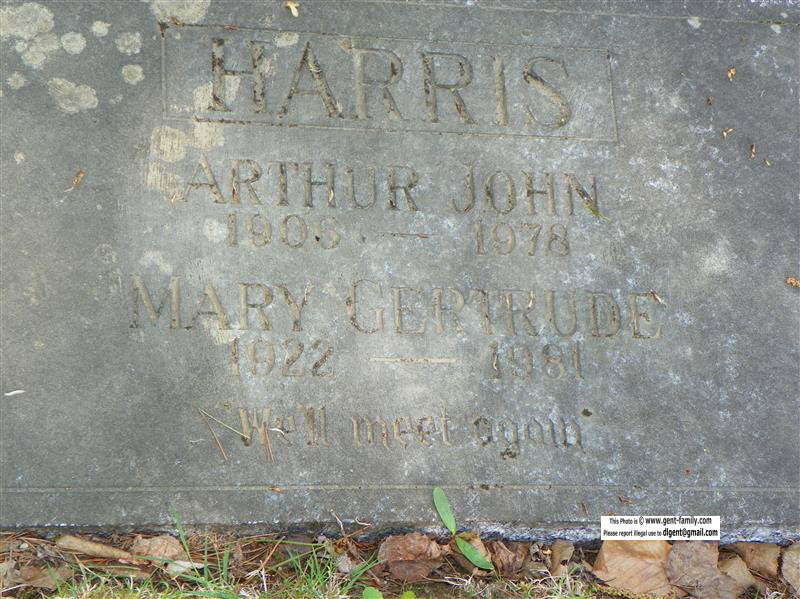 HARRIS
ARTHUR JOHN
1906 — 1978
MARY GERTRUDE
1922 — 1981
"We'll meet again"
This Photo is © www.gent-family.com
Please report illegal use to dlgent@gmail.com